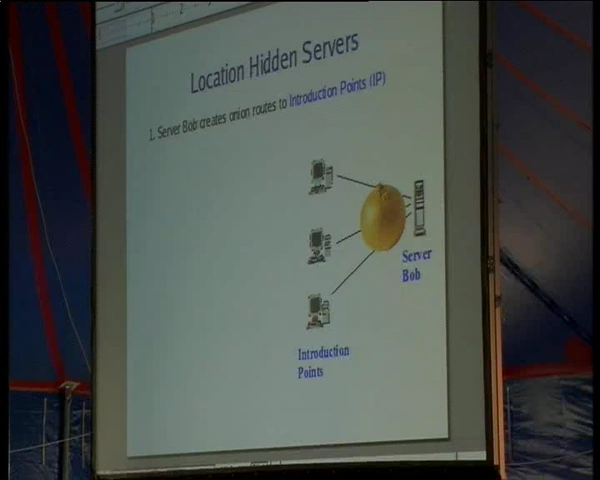 Location Hidden Servers
1. Server Bob creates onion routes to Introduction Points (IP)
Server
Bob
Introduction
Points